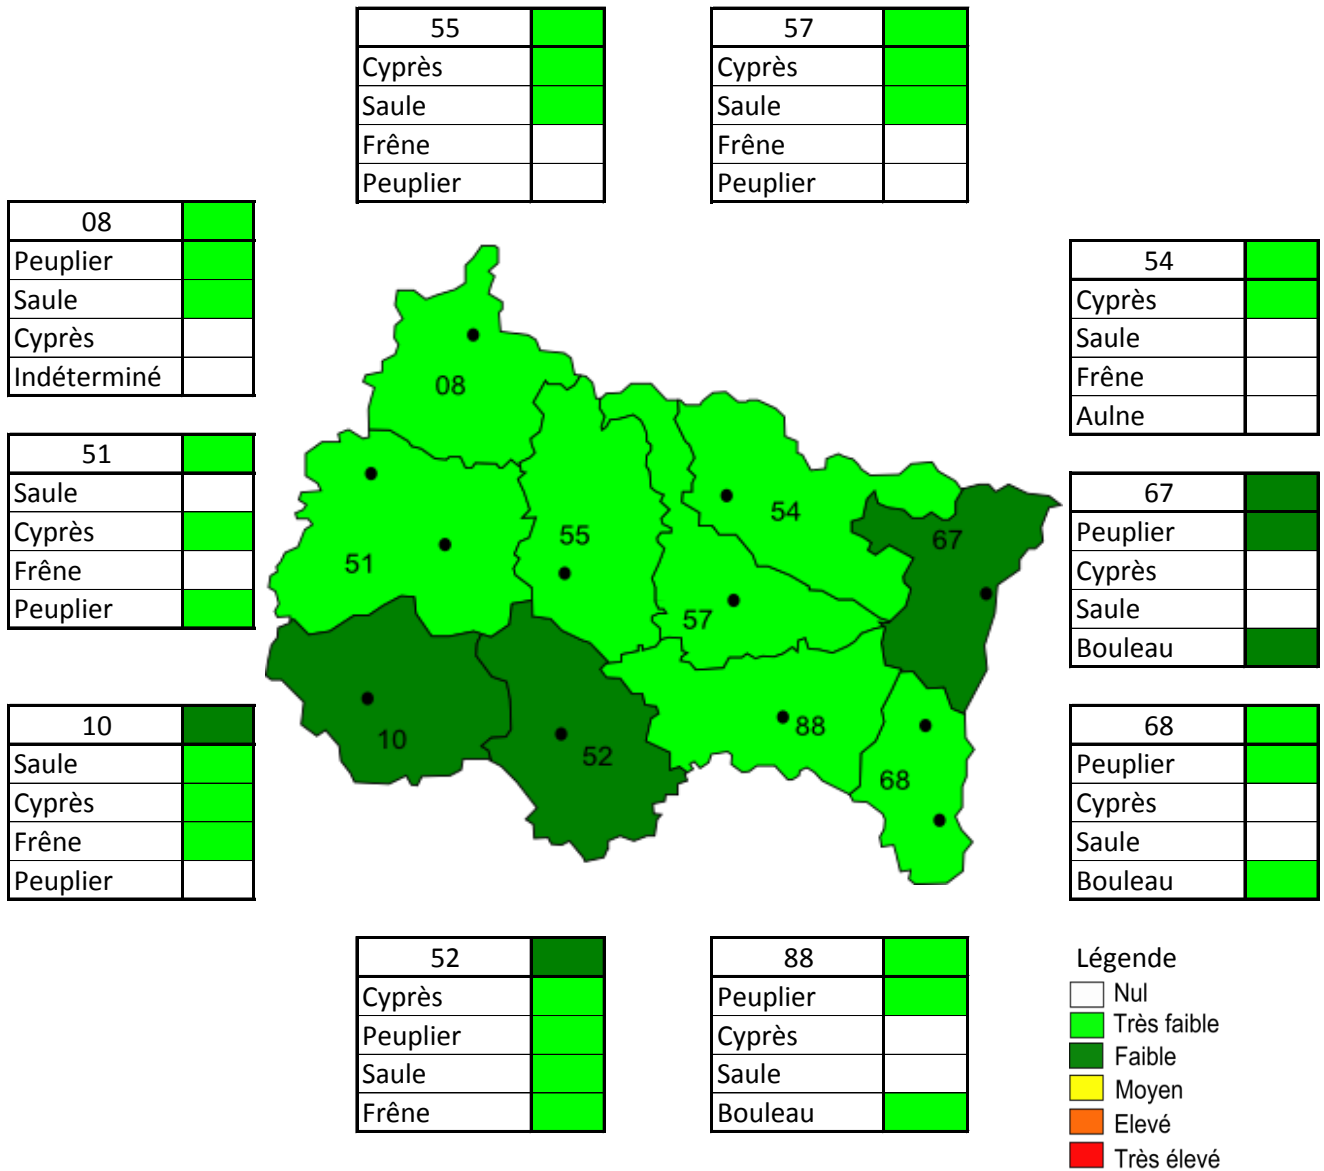 55
Cyprès
Saule
Frêne
Peuplier
57
Cyprès
Saule
Frêne
Peuplier
08
Peuplier
Saule
Cyprès
Indéterminé
54
Cyprès
Saule
Frêne
Aulne
51
Saule
Cyprès
Frêne
Peuplier
67
Peuplier
Cyprès
Saule
Bouleau
10
Saule
Cyprès
Frêne
Peuplier
68
Peuplier
Cyprès
Saule
Bouleau
08
51
55
54
67
57
10
52
88
68
52
Cyprès
Peuplier
Saule
Frêne
88
Peuplier
Cyprès
Saule
Bouleau
Légende
Nul
Très faible
Faible
Moyen
Elevé
Très élevé